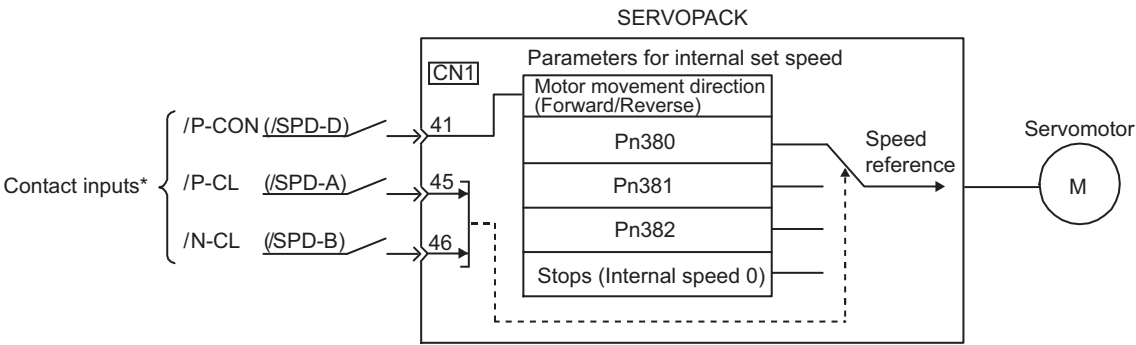 SERVOPACK
Parameters for internal set speed
CN1
Motor movement direction
(Forward/Reverse)
/P-CON (/SPD-D)
41
Pn380
Speed
reference
Servomotor
Contact inputs*
/P-CL (/SPD-A)
45
Pn381
M
/N-CL (/SPD-B)
46
Pn382
Stops (Internal speed 0)